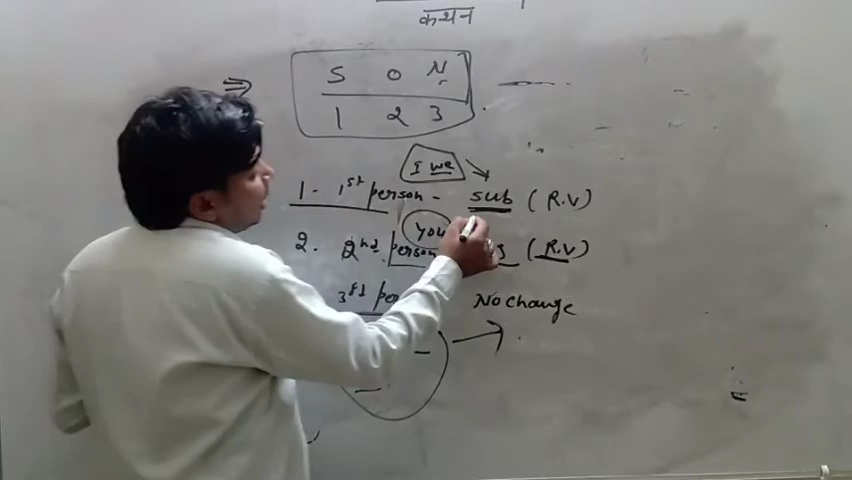 कथन
⇒ S O N
1 2 3
I we
1. 1st person - sub (R.V)
you
2. 2nd person (R.V)
3rd No change